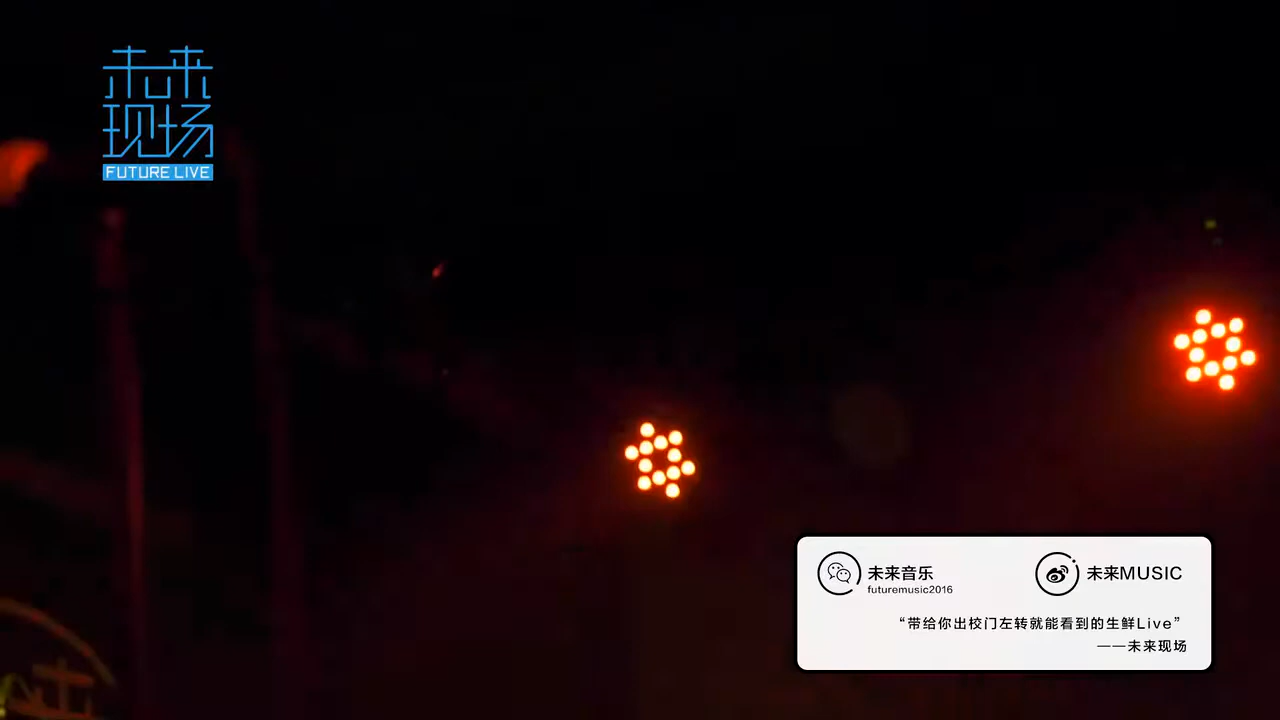 未来
现场
FUTURE LIVE
未来音乐
futuremusic2016
未来MUSIC
“带给你出校门左转就能看到的生鲜Live”
——未来现场